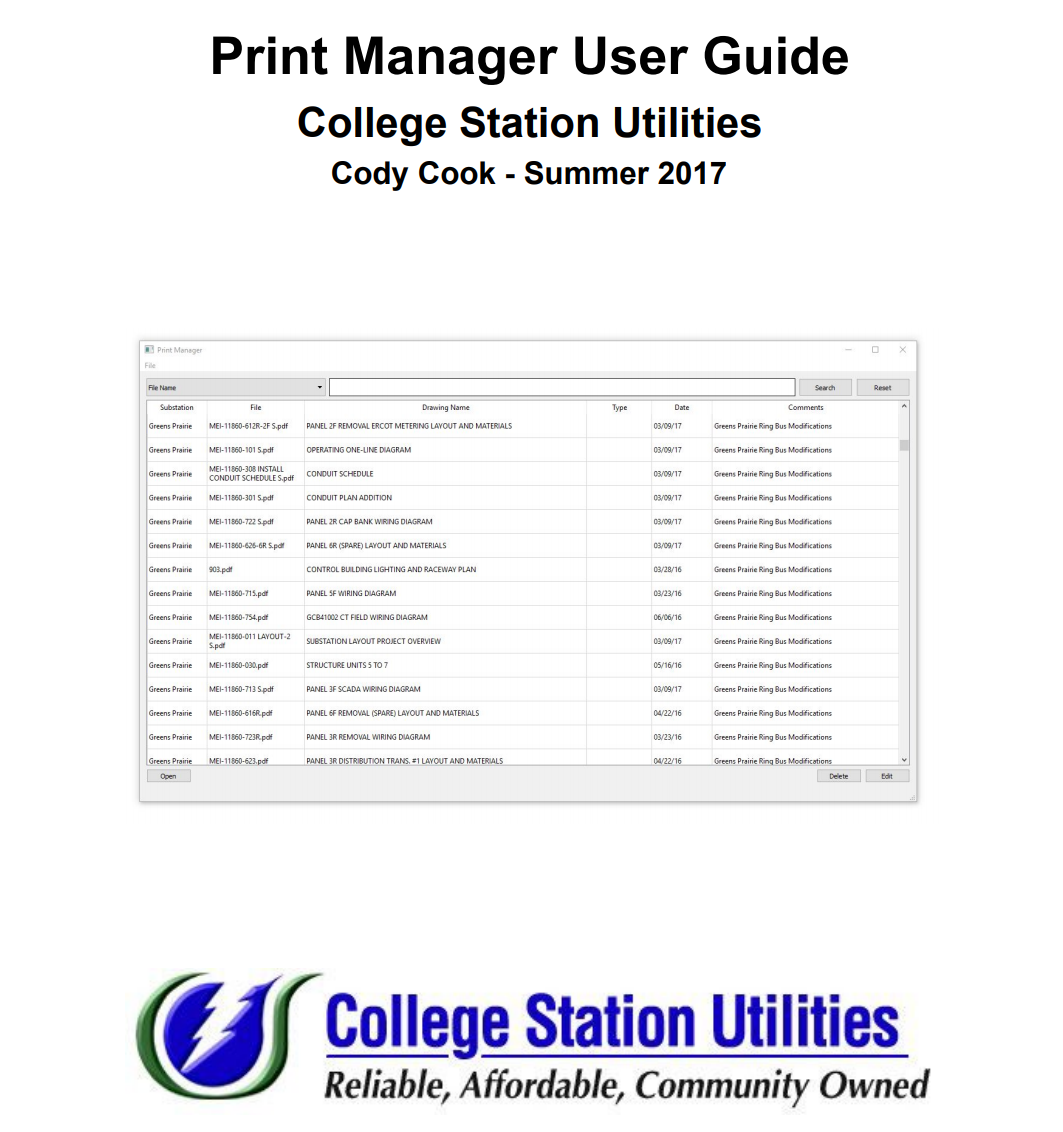 Print Manager User Guide
College Station Utilities
Cody Cook - Summer 2017
Print Manager
File
File Name Search Reset
Substation File Drawing Name Type Date Comments
Greens Prairie MEI-11860-612R-2F S.pdf PANEL 2F REMOVAL ERCOT METERING LAYOUT AND MATERIALS 03/09/17 Greens Prairie Ring Bus Modifications
Greens Prairie MEI-11860-101 S.pdf OPERATING ONE-LINE DIAGRAM 03/09/17 Greens Prairie Ring Bus Modifications
Greens Prairie MEI-11860-308 INSTALL CONDUIT SCHEDULE S.pdf CONDUIT SCHEDULE 03/09/17 Greens Prairie Ring Bus Modifications
Greens Prairie MEI-11860-301 S.pdf CONDUIT PLAN ADDITION 03/09/17 Greens Prairie Ring Bus Modifications
Greens Prairie MEI-11860-722 S.pdf PANEL 2R CAP BANK WIRING DIAGRAM 03/09/17 Greens Prairie Ring Bus Modifications
Greens Prairie MEI-11860-626-6R S.pdf PANEL 6R (SPARE) LAYOUT AND MATERIALS 03/09/17 Greens Prairie Ring Bus Modifications
Greens Prairie 903.pdf CONTROL BUILDING LIGHTING AND RACEWAY PLAN 03/28/16 Greens Prairie Ring Bus Modifications
Greens Prairie MEI-11860-715.pdf PANEL 5F WIRING DIAGRAM 03/23/16 Greens Prairie Ring Bus Modifications
Greens Prairie MEI-11860-754.pdf GCB41002 CT FIELD WIRING DIAGRAM 06/06/16 Greens Prairie Ring Bus Modifications
Greens Prairie MEI-11860-011 LAYOUT-2 S.pdf SUBSTATION LAYOUT PROJECT OVERVIEW 03/09/17 Greens Prairie Ring Bus Modifications
Greens Prairie MEI-11860-030.pdf STRUCTURE UNITS 5 TO 7 05/16/16 Greens Prairie Ring Bus Modifications
Greens Prairie MEI-11860-713 S.pdf PANEL 3F SCADA WIRING DIAGRAM 03/09/17 Greens Prairie Ring Bus Modifications
Greens Prairie MEI-11860-616R.pdf PANEL 6F REMOVAL (SPARE) LAYOUT AND MATERIALS 04/22/16 Greens Prairie Ring Bus Modifications
Greens Prairie MEI-11860-723R.pdf PANEL 3R REMOVAL WIRING DIAGRAM 03/23/16 Greens Prairie Ring Bus Modifications
Greens Prairie MEI-11860-623.pdf PANEL 3R DISTRIBUTION TRANS. #1 LAYOUT AND MATERIALS 04/22/16 Greens Prairie Ring Bus Modifications
Open Delete Edit
College Station Utilities
Reliable, Affordable, Community Owned